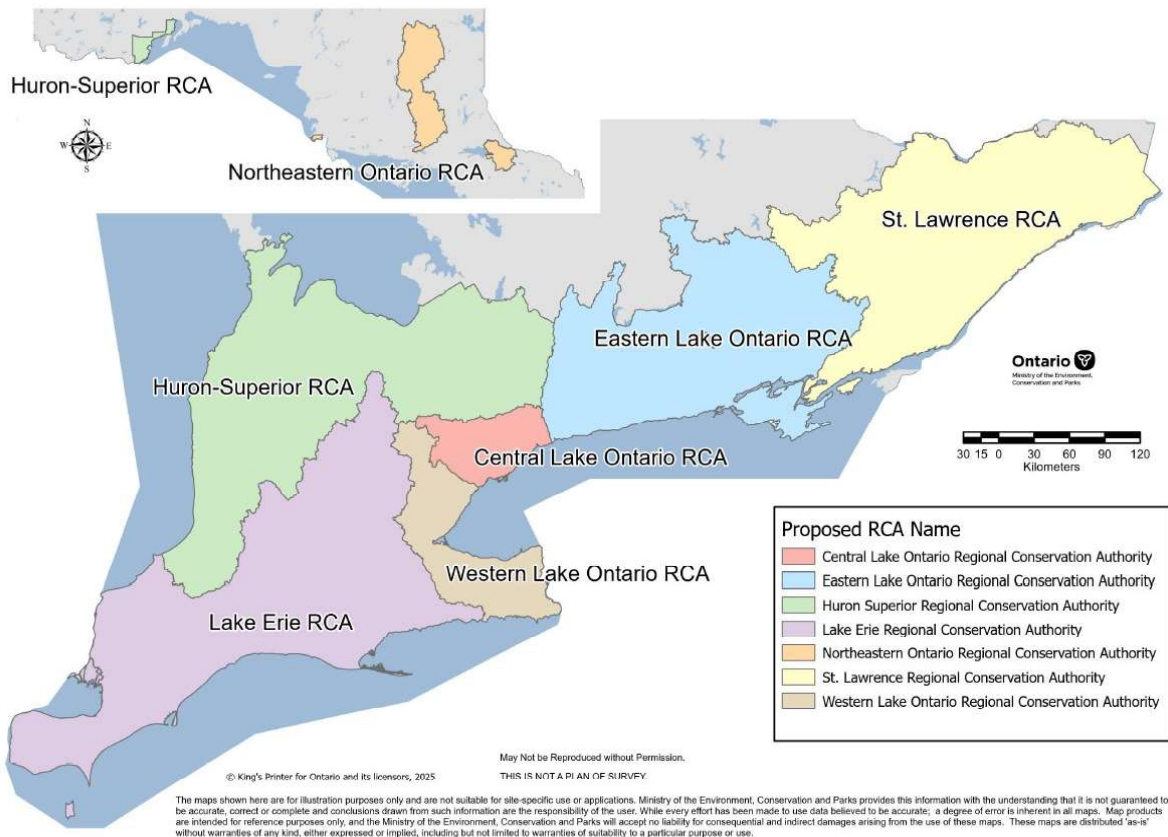 Huron-Superior RCA
N
W E
S
Northeastern Ontario RCA
St. Lawrence RCA
Eastern Lake Ontario RCA
Huron-Superior RCA
Ontario
Ministry of the Environment,
Conservation and Parks
Central Lake Ontario RCA
30 15 0 30 60 90 120
Kilometers
Western Lake Ontario RCA
Lake Erie RCA
Proposed RCA Name
Central Lake Ontario Regional Conservation Authority
Eastern Lake Ontario Regional Conservation Authority
Huron Superior Regional Conservation Authority
Lake Erie Regional Conservation Authority
Northeastern Ontario Regional Conservation Authority
St. Lawrence Regional Conservation Authority
Western Lake Ontario Regional Conservation Authority
May Not be Reproduced without Permission.
© King's Printer for Ontario and its licensors, 2025
THIS IS NOT A PLAN OF SURVEY.
The maps shown here are for illustration purposes only and are not suitable for site-specific use or applications. Ministry of the Environment, Conservation and Parks provides this information with the understanding that it is not guaranteed to
be accurate, correct or complete and conclusions drawn from such information are the responsibility of the user. While every effort has been made to use data believed to be accurate; a degree of error is inherent in all maps. Map products
are intended for reference purposes only, and the Ministry of the Environment, Conservation and Parks will accept no liability for consequential and indirect damages arising from the use of these maps. These maps are distributed 'as-is'
without warranties of any kind, either expressed or implied, including but not limited to warranties of suitability to a particular purpose or use.